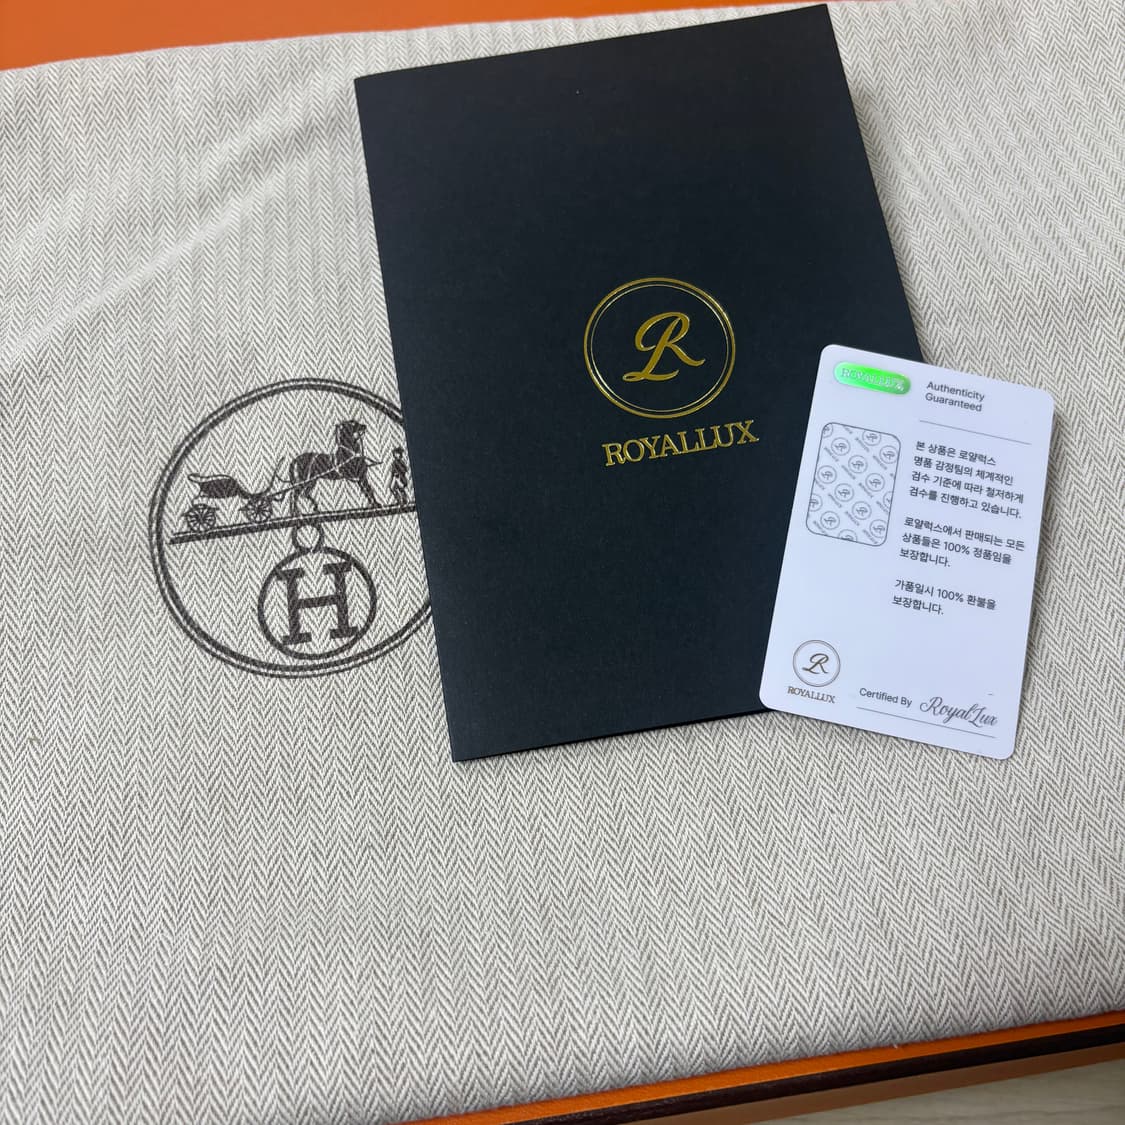 H
R
ROYALLUX
ROYALLUX
Authenticity
Guaranteed
본 상품은 로얄럭스
명품 감정팀의 체계적인
검수 기준에 따라 철저하게
검수를 진행하고 있습니다.
로얄럭스에서 판매되는 모든
상품들은 100% 정품임을
보장합니다.
가품일시 100% 환불을
보장합니다.
R
ROYALLUX
Certified By RoyalLux